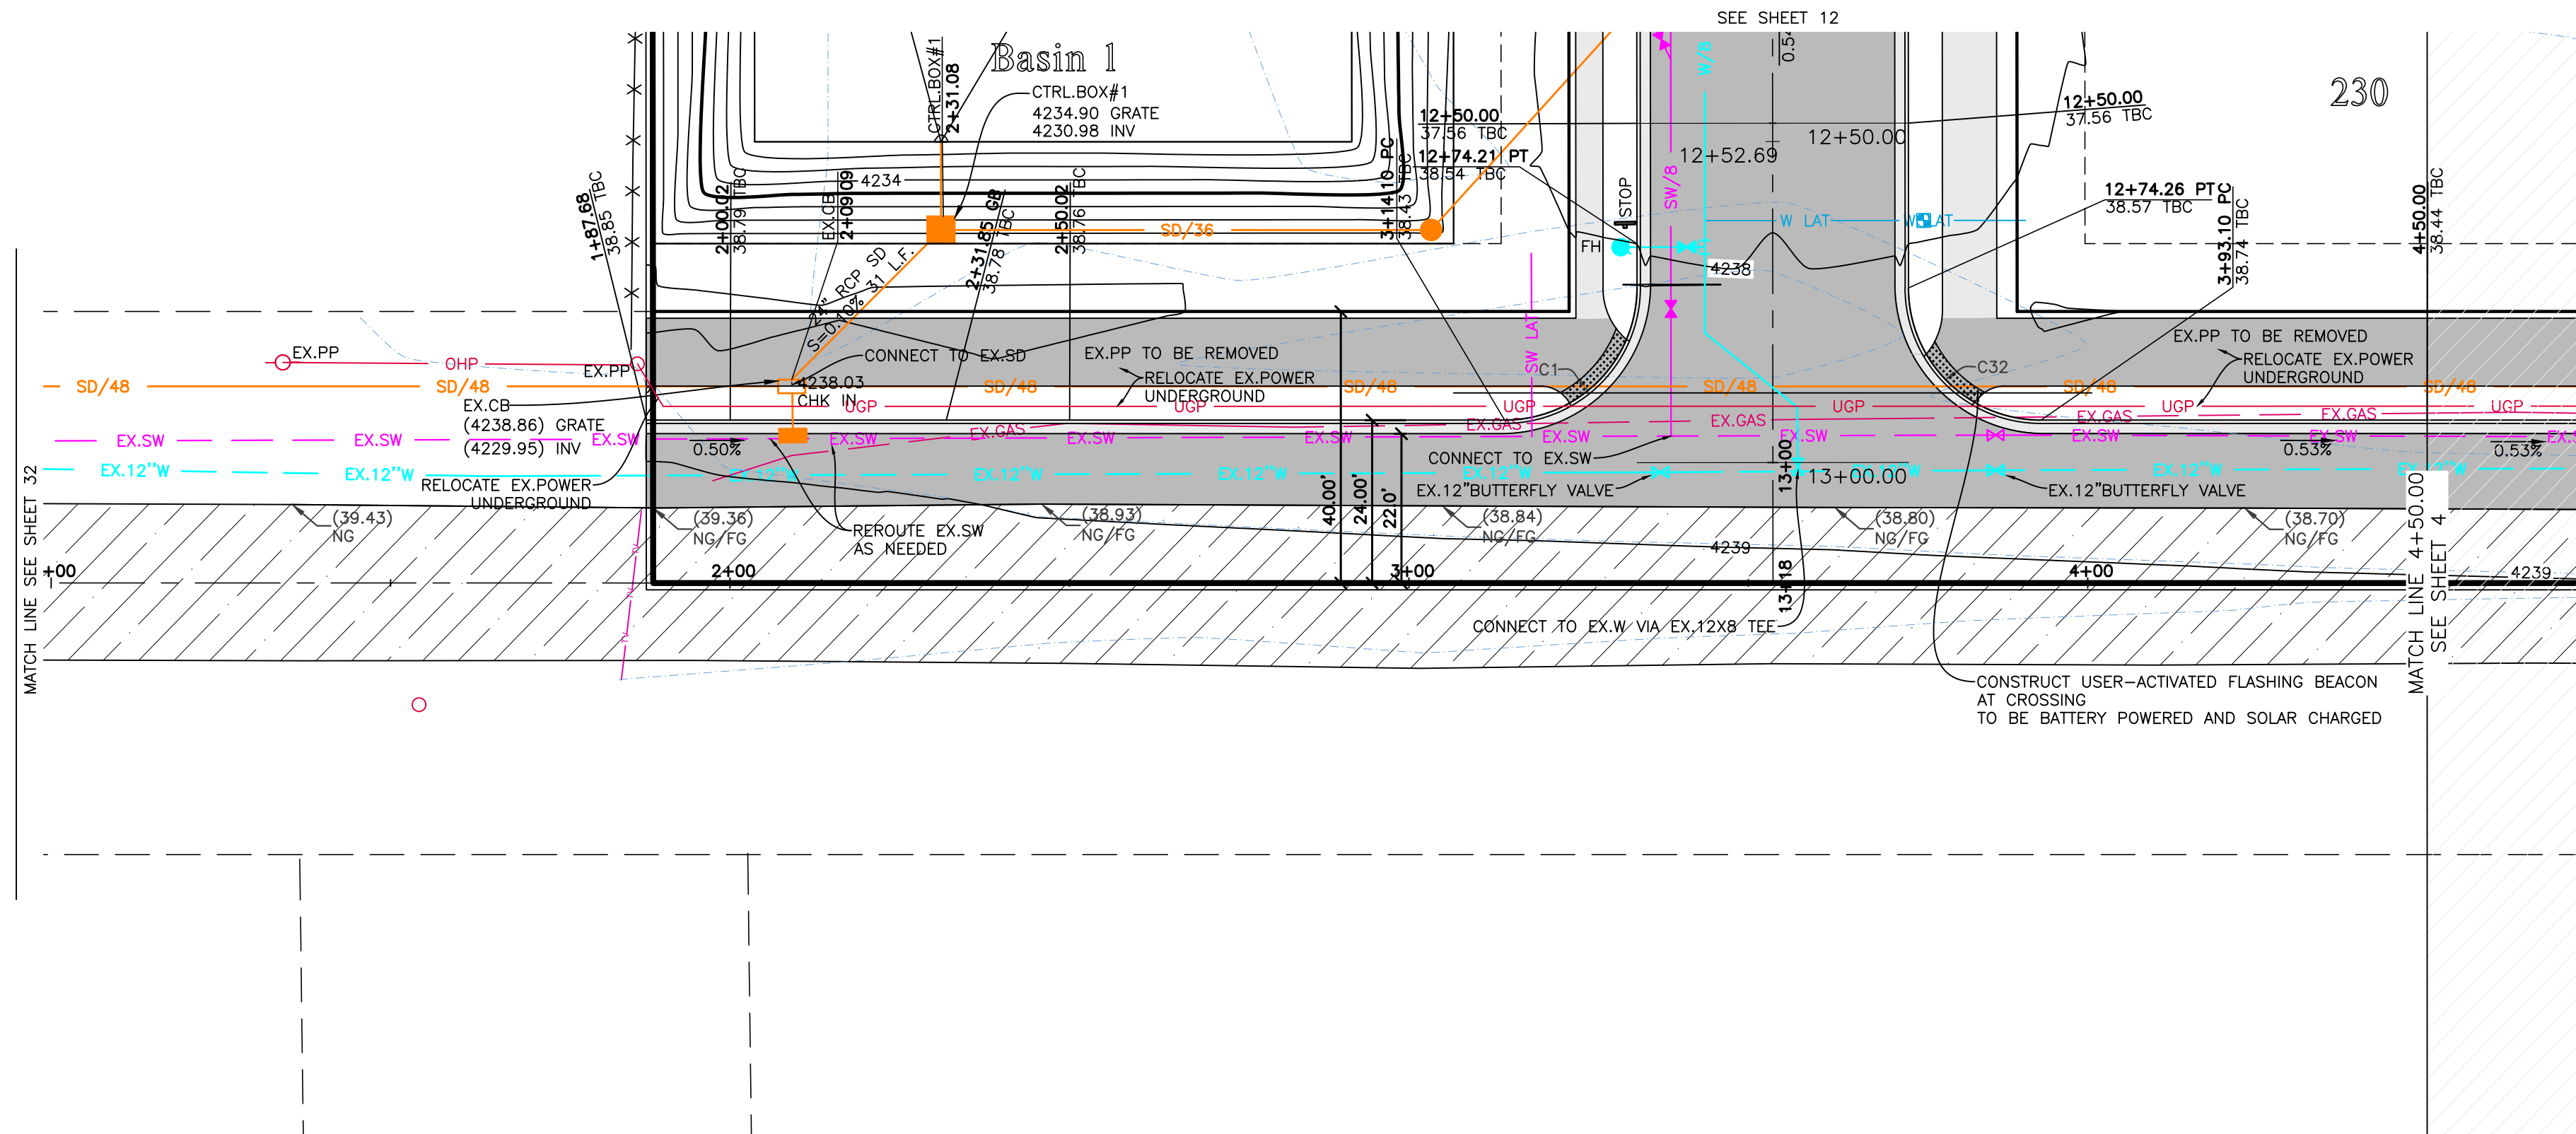 SEE SHEET 12
Basin 1
CTRL.BOX#1
2+31.08
CTRL.BOX#1
4234.90 GRATE
4230.98 INV
W/8
12+50.00
37.56 TBC
12+50.00
12+52.69
12+50.00
37.56 TBC
230
12+74.21 PT
38.54 TBC
3+14.10 PC
38.43 TBC
SW/8
STOP
FH
W LAT
W LAT
12+74.26 PT
38.57 TBC
3+93.10 PC
38.74 TBC
4+50.00
38.44 TBC
1+87.68
38.85 TBC
2+00.02
38.79 TBC
EX.CB
2+09.09
4234
2+31.85 GB
38.78 TBC
2+50.02
38.76 TBC
SD/36
24" RCP SD
S=0.10% 31 L.F.
4238
SW LAT
EX.PP
OHP
EX.PP
CONNECT TO EX.SD
EX.PP TO BE REMOVED
RELOCATE EX.POWER
UNDERGROUND
C1
C32
EX.PP TO BE REMOVED
RELOCATE EX.POWER
UNDERGROUND
SD/48
SD/48
4238.03
CHK IN
SD/48
SD/48
SD/48
SD/48
SD/48
EX.CB
(4238.86) GRATE
(4229.95) INV
UGP
UGP
UGP
UGP
UGP
UGP
EX.GAS
EX.GAS
EX.GAS
EX.GAS
EX.GAS
EX.SW
EX.SW
EX.SW
EX.SW
EX.SW
EX.SW
EX.SW
EX.SW
EX.SW
EX.SW
0.50%
0.53%
0.53%
CONNECT TO EX.SW
EX.12"W
EX.12"W
EX.12"W
EX.12"W
EX.12"W
EX.12"W
EX.12"W
EX.12"W
13+00
13+00.00
RELOCATE EX.POWER
UNDERGROUND
EX.12"BUTTERFLY VALVE
EX.12"BUTTERFLY VALVE
40.00'
24.00'
22.0'
(39.43)
NG
(39.36)
NG/FG
REROUTE EX.SW
AS NEEDED
(38.93)
NG/FG
(38.84)
NG/FG
(38.80)
NG/FG
(38.70)
NG/FG
4239
4239
+00
2+00
3+00
4+00
13+18
TV
TV
TV
CONNECT TO EX.W VIA EX.12X8 TEE
CONSTRUCT USER-ACTIVATED FLASHING BEACON
AT CROSSING
TO BE BATTERY POWERED AND SOLAR CHARGED
MATCH LINE SEE SHEET 32
MATCH LINE 4+50.00
SEE SHEET 4